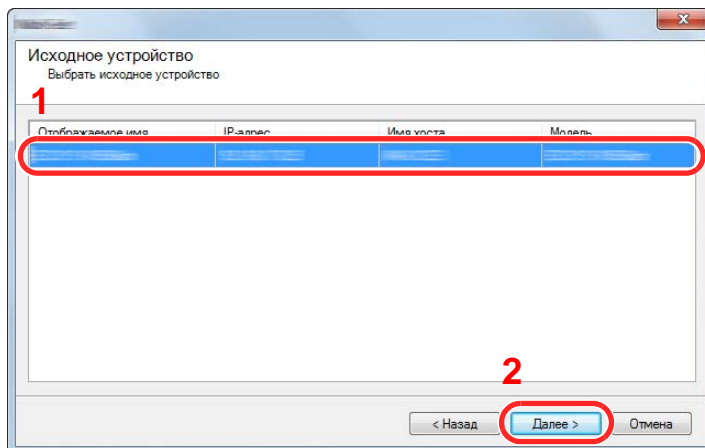 Исходное устройство
Выбрать исходное устройство
1
Отображаемое имя IP-адрес Имя хоста Модель
2
< Назад Далее > Отмена